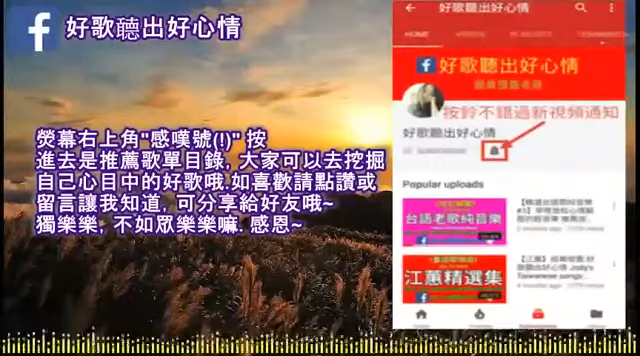 好歌聽出好心情
熒幕右上角"感嘆號(!)" 按
進去是推薦歌單目錄, 大家可以去挖掘
自己心目中的好歌哦.如喜歡請點讚或
留言讓我知道, 可分享給好友哦~
獨樂樂, 不如眾樂樂嘛. 感恩~
好歌聽出好心情
HOME
好歌聽出好心情
按鈴不錯過新視頻通知
好歌聽出好心情
Popular uploads
台語老歌純音樂
江蕙精選集